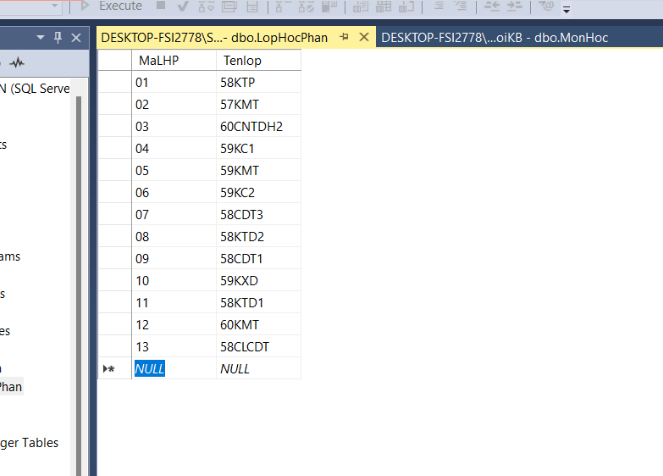 Execute
DESKTOP-FSI2778\S...- dbo.LopHocPhan
DESKTOP-FSI2778\...oiKB - dbo.MonHoc
N (SQL Serve
ts
ams
s
es
Phan
ger Tables
MaLHP Tenlop
01 58KTP
02 57KMT
03 60CNTDH2
04 59KC1
05 59KMT
06 59KC2
07 58CDT3
08 58KTD2
09 58CDT1
10 59KXD
11 58KTD1
12 60KMT
13 58CLCDT
NULL NULL